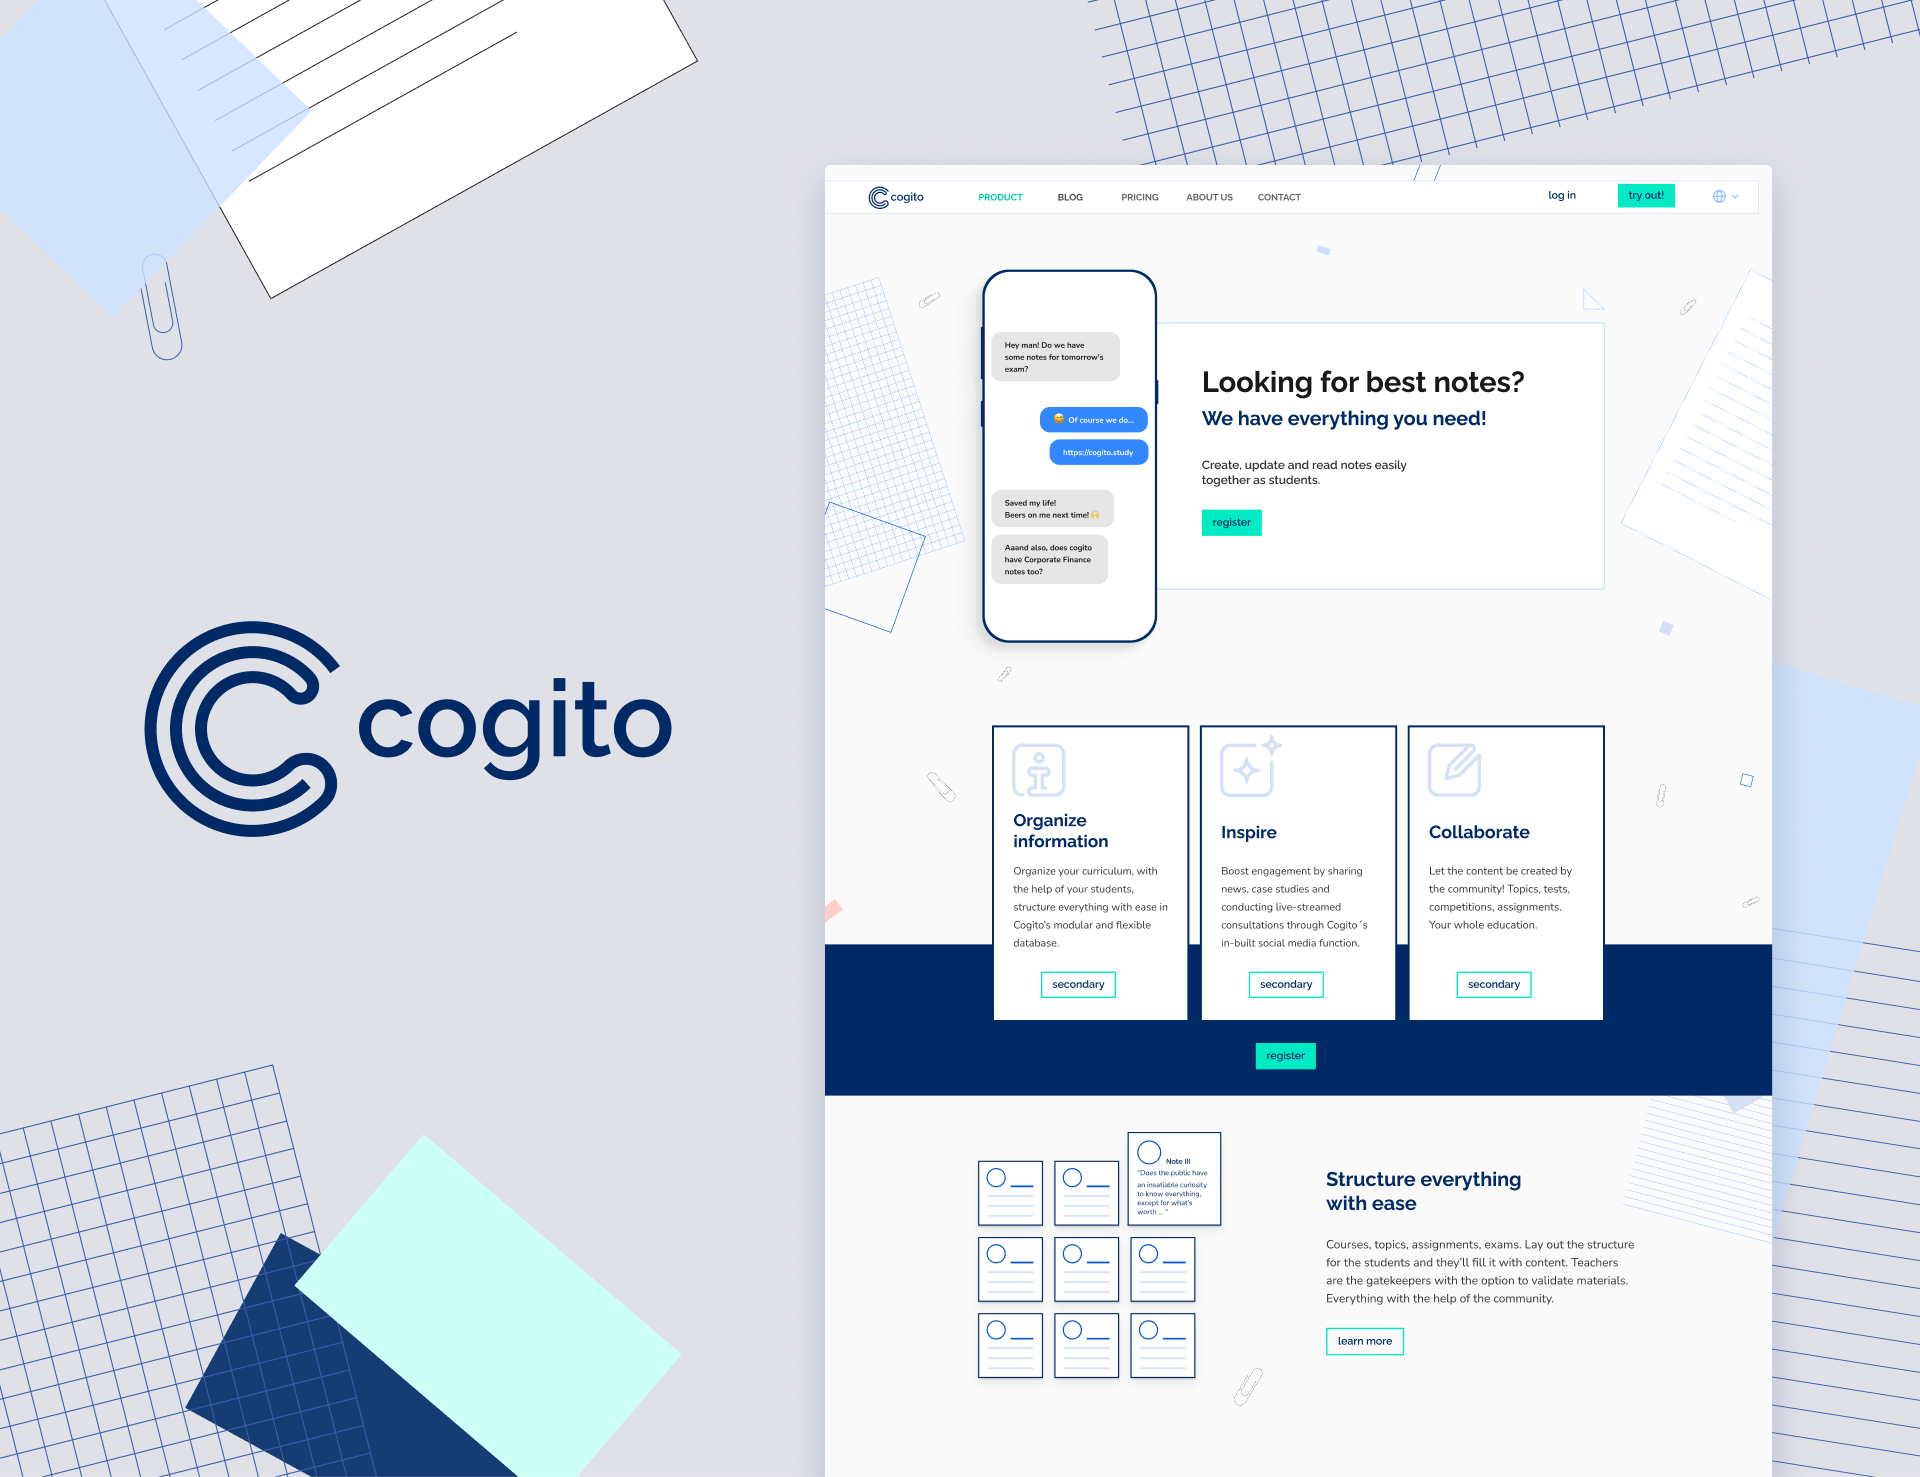 cogito
cogito
PRODUCT
BLOG
PRICING
ABOUT US
CONTACT
log in
try out!
Hey man! Do we have
some notes for tomorrow's
exam?
Of course we do...
https://cogito.study
Saved my life!
Beers on me next time!
Aaand also, does cogito
have Corporate Finance
notes too?
Looking for best notes?
We have everything you need!
Create, update and read notes easily
together as students.
register
Organize
information
Organize your curriculum, with
the help of your students,
structure everything with ease in
Cogito's modular and flexible
database.
secondary
Inspire
Boost engagement by sharing
news, case studies and
conducting live-streamed
consultations through Cogito´s
in-built social media function.
secondary
Collaborate
Let the content be created by
the community! Topics, tests,
competitions, assignments.
Your whole education.
secondary
register
Note III
"Does the public have
an insatiable curiosity
to know everything,
except for what's
worth ... "
Structure everything
with ease
Courses, topics, assignments, exams. Lay out the structure
for the students and they'll fill it with content. Teachers
are the gatekeepers with the option to validate materials.
Everything with the help of the community.
learn more